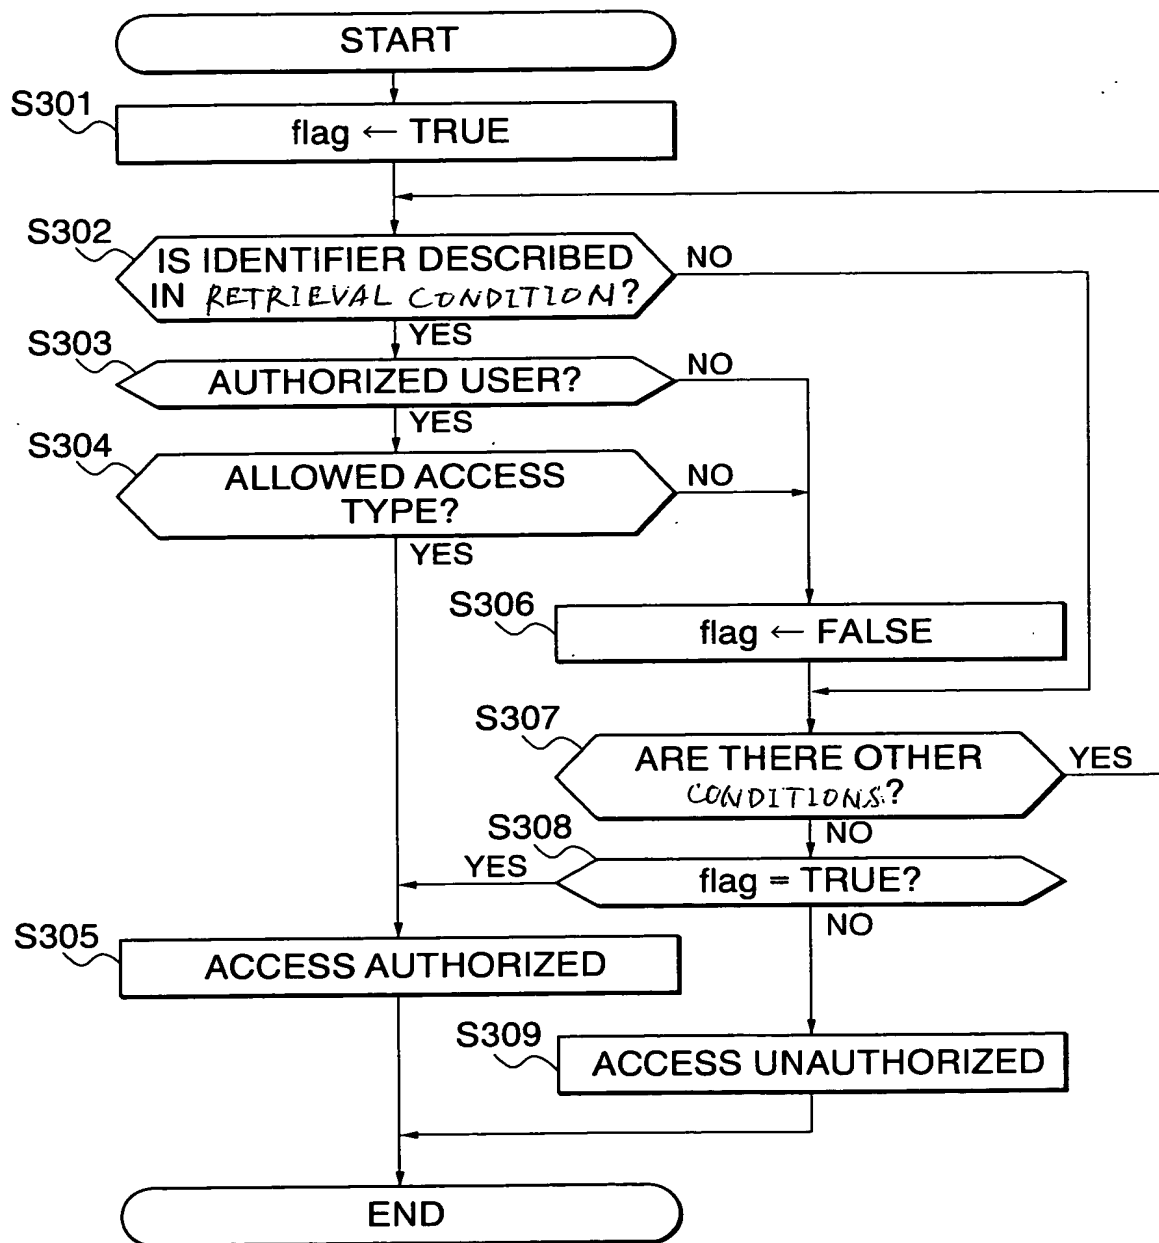 START
S301
flag ← TRUE
S302
IS IDENTIFIER DESCRIBED
IN RETRIEVAL CONDITION?
NO
YES
S303
AUTHORIZED USER?
NO
YES
S304
ALLOWED ACCESS
TYPE?
NO
YES
S306
flag ← FALSE
S307
ARE THERE OTHER
CONDITIONS?
YES
NO
S308
flag = TRUE?
YES
NO
S305
ACCESS AUTHORIZED
S309
ACCESS UNAUTHORIZED
END